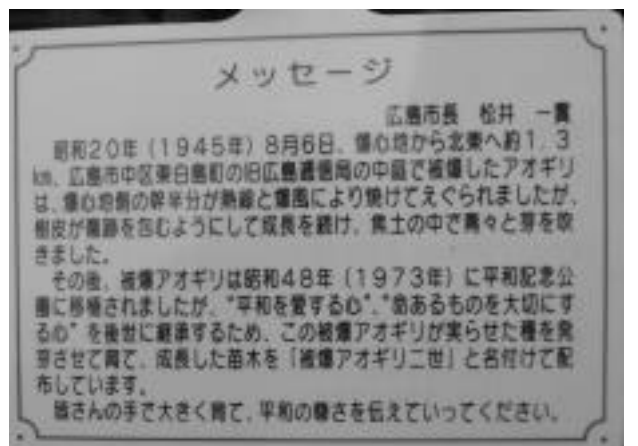 メッセージ
広島市長　松井　一實
昭和20年（1945年）8月6日、爆心地から北東へ約1．3
km、広島市中区東白島町の旧広島逓信局の中庭で被爆したアオギリ
は、爆心地側の幹半分が熱線と爆風により焼けてえぐられましたが、
樹皮が傷跡を包むようにして成長を続け、焦土の中で青々と芽を吹
きました。
その後、被爆アオギリは昭和48年（1973年）に平和記念公
園に移植されましたが、“平和を愛する心”、“命あるものを大切にす
る心”を後世に継承するため、この被爆アオギリが実らせた種を発
芽させて育て、成長した苗木を「被爆アオギリ二世」と名付けて配
布しています。
皆さんの手で大きく育て、平和の尊さを伝えていってください。